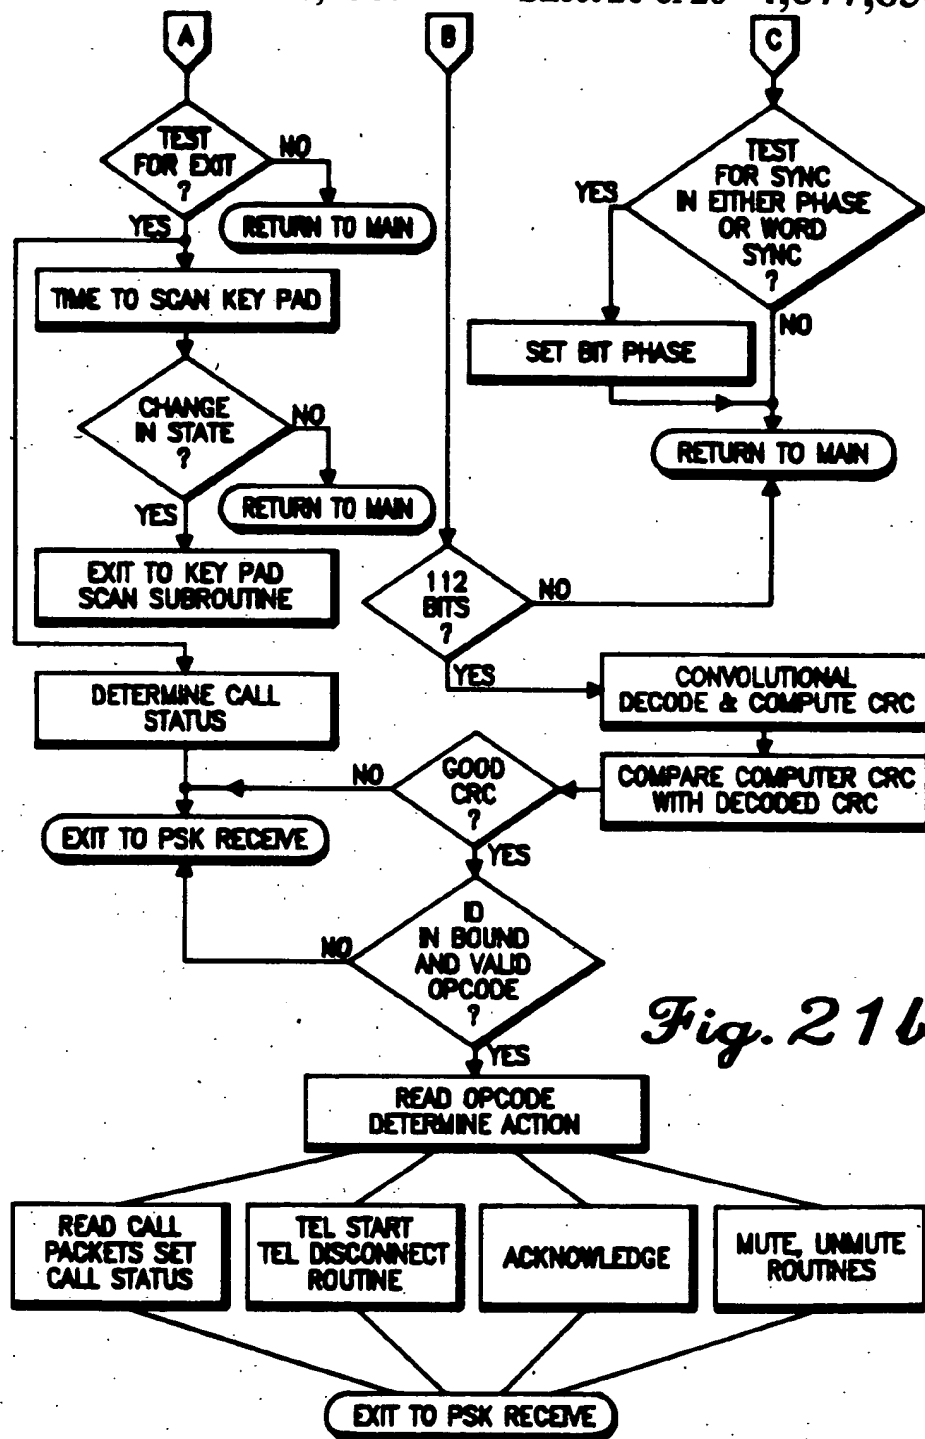 A
B
C
TEST
FOR EXIT
?
NO
YES
RETURN TO MAIN
TIME TO SCAN KEY PAD
CHANGE
IN STATE
?
NO
YES
RETURN TO MAIN
EXIT TO KEY PAD
SCAN SUBROUTINE
DETERMINE CALL
STATUS
EXIT TO PSK RECEIVE
TEST
FOR SYNC
IN EITHER PHASE
OR WORD
SYNC
?
YES
NO
SET BIT PHASE
RETURN TO MAIN
112
BITS
?
NO
YES
CONVOLUTIONAL
DECODE & COMPUTE CRC
COMPARE COMPUTER CRC
WITH DECODED CRC
GOOD
CRC
?
NO
YES
ID
IN BOUND
AND VALID
OPCODE
?
NO
YES
Fig. 21b
READ OPCODE
DETERMINE ACTION
READ CALL
PACKETS SET
CALL STATUS
TEL START
TEL DISCONNECT
ROUTINE
ACKNOWLEDGE
MUTE, UNMUTE
ROUTINES
EXIT TO PSK RECEIVE